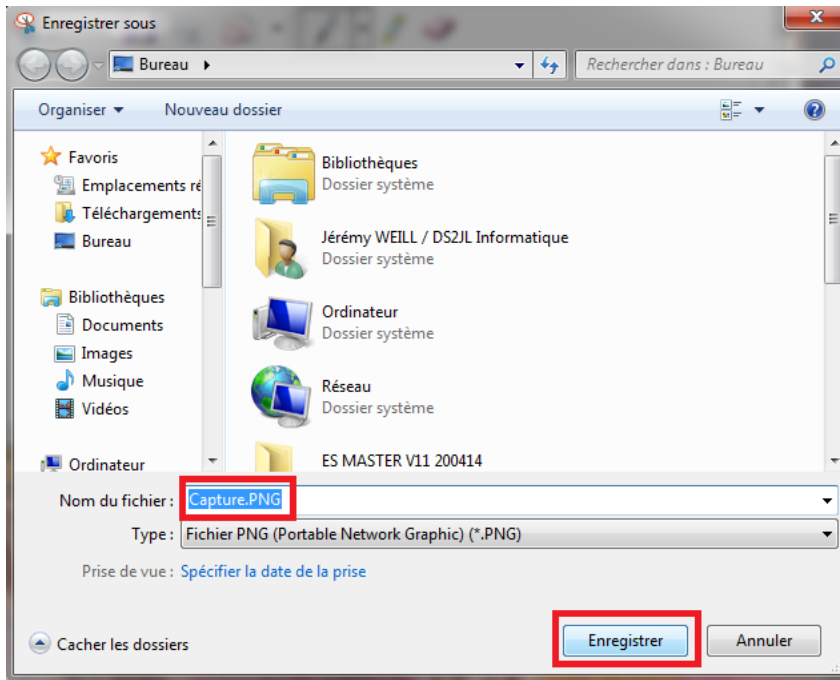 Enregistrer sous
Bureau
Rechercher dans : Bureau
Organiser
Nouveau dossier
Favoris
Emplacements ré
Téléchargements
Bureau
Bibliothèques
Documents
Images
Musique
Vidéos
Ordinateur
Bibliothèques
Dossier système
Jérémy WEILL / DS2JL Informatique
Dossier système
Ordinateur
Dossier système
Réseau
Dossier système
ES MASTER V11 200414
Nom du fichier : Capture.PNG
Type : Fichier PNG (Portable Network Graphic) (*.PNG)
Prise de vue : Spécifier la date de la prise
Cacher les dossiers
Enregistrer
Annuler